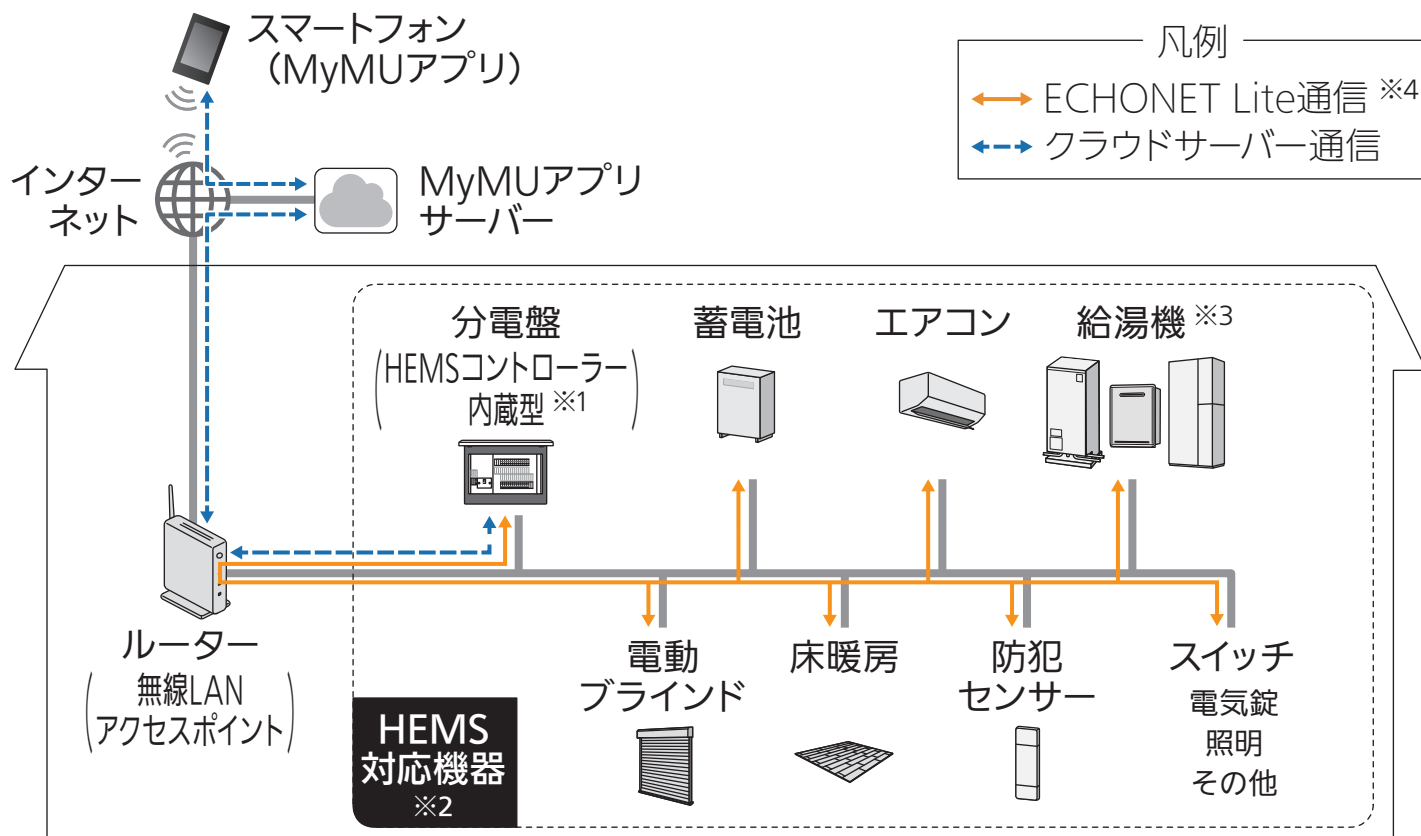 スマートフォン
（MyMUアプリ）
凡例
ECHONET Lite通信 ※4
クラウドサーバー通信
インター
ネット
MyMUアプリ
サーバー
分電盤
(HEMSコントローラー
内蔵型 ※1)
蓄電池
エアコン
給湯機 ※3
ルーター
(無線LAN
アクセスポイント)
電動
ブラインド
床暖房
防犯
センサー
スイッチ
電気錠
照明
その他
HEMS
対応機器
※2